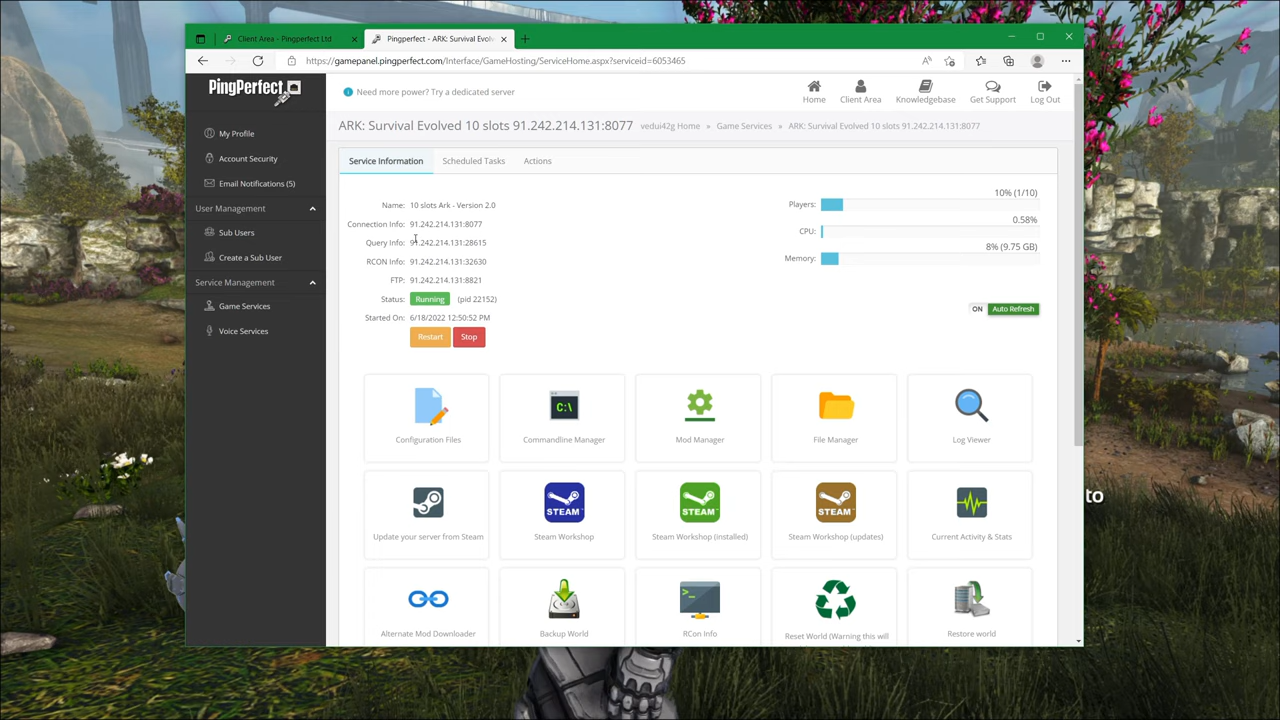 Client Area - Pingperfect Ltd
Pingperfect - ARK: Survival Evol
https://gamepanel.pingperfect.com/Interface/GameHosting/ServiceHome.aspx?serviceid=6053465
PingPerfect
Need more power? Try a dedicated server
Home
Client Area
Knowledgebase
Get Support
Log Out
ARK: Survival Evolved 10 slots 91.242.214.131:8077
vedui42g Home » Game Services » ARK: Survival Evolved 10 slots 91.242.214.131:8077
My Profile
Account Security
Email Notifications (5)
User Management
Sub Users
Create a Sub User
Service Management
Game Services
Voice Services
Service Information
Scheduled Tasks
Actions
Name: 10 slots Ark - Version 2.0
Connection Info: 91.242.214.131:8077
Query Info: 91.242.214.131:28615
RCON Info: 91.242.214.131:32630
FTP: 91.242.214.131:8821
Status: Running (pid 22152)
Started On: 6/18/2022 12:50:52 PM
Restart
Stop
10% (1/10)
Players:
0.58%
CPU:
8% (9.75 GB)
Memory:
ON Auto Refresh
C:\
Configuration Files
Commandline Manager
Mod Manager
File Manager
Log Viewer
STEAM
STEAM
STEAM
Update your server from Steam
Steam Workshop
Steam Workshop (installed)
Steam Workshop (updates)
Current Activity & Stats
Alternate Mod Downloader
Backup World
RCon Info
Reset World (Warning this will
Restore world
to